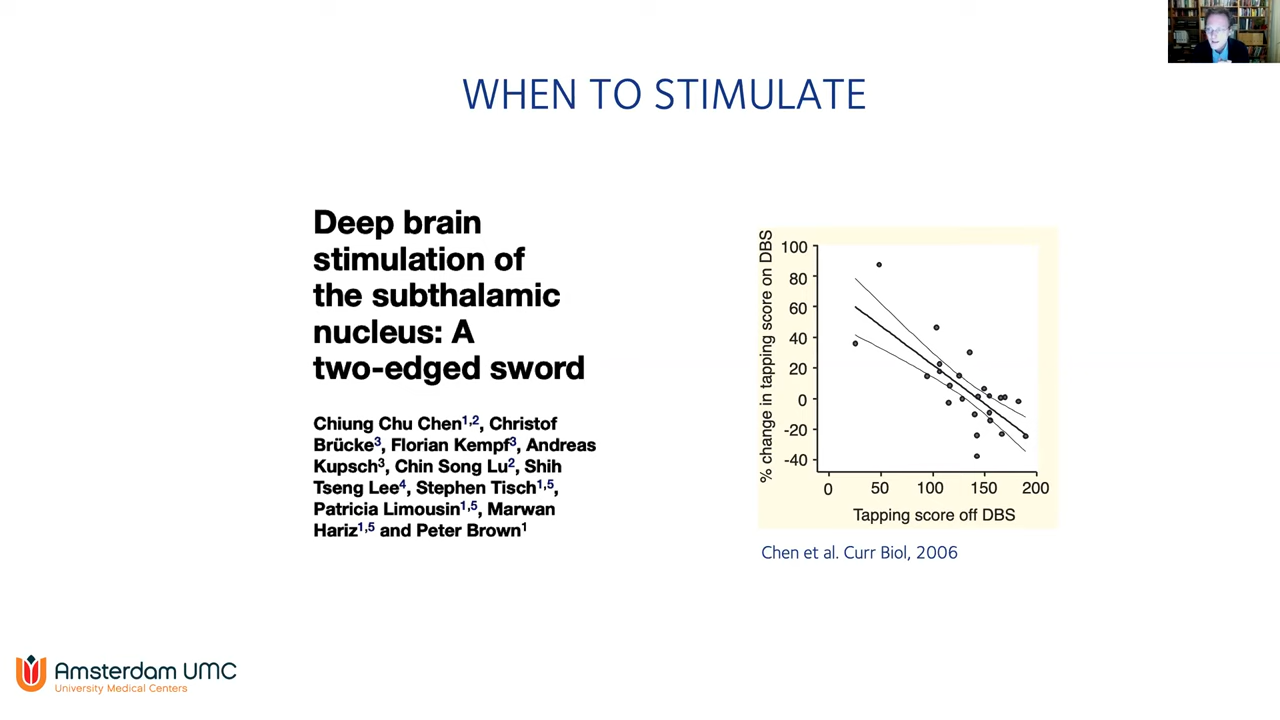 WHEN TO STIMULATE
Deep brain
stimulation of
the subthalamic
nucleus: A
two-edged sword
Chiung Chu Chen1,2, Christof
Brücke3, Florian Kempf3, Andreas
Kupsch3, Chin Song Lu2, Shih
Tseng Lee4, Stephen Tisch1,5,
Patricia Limousin1,5, Marwan
Hariz1,5 and Peter Brown1
% change in tapping score on DBS
100
80
60
40
20
0
-20
-40
0 50 100 150 200
Tapping score off DBS
Chen et al. Curr Biol, 2006
Amsterdam UMC
University Medical Centers